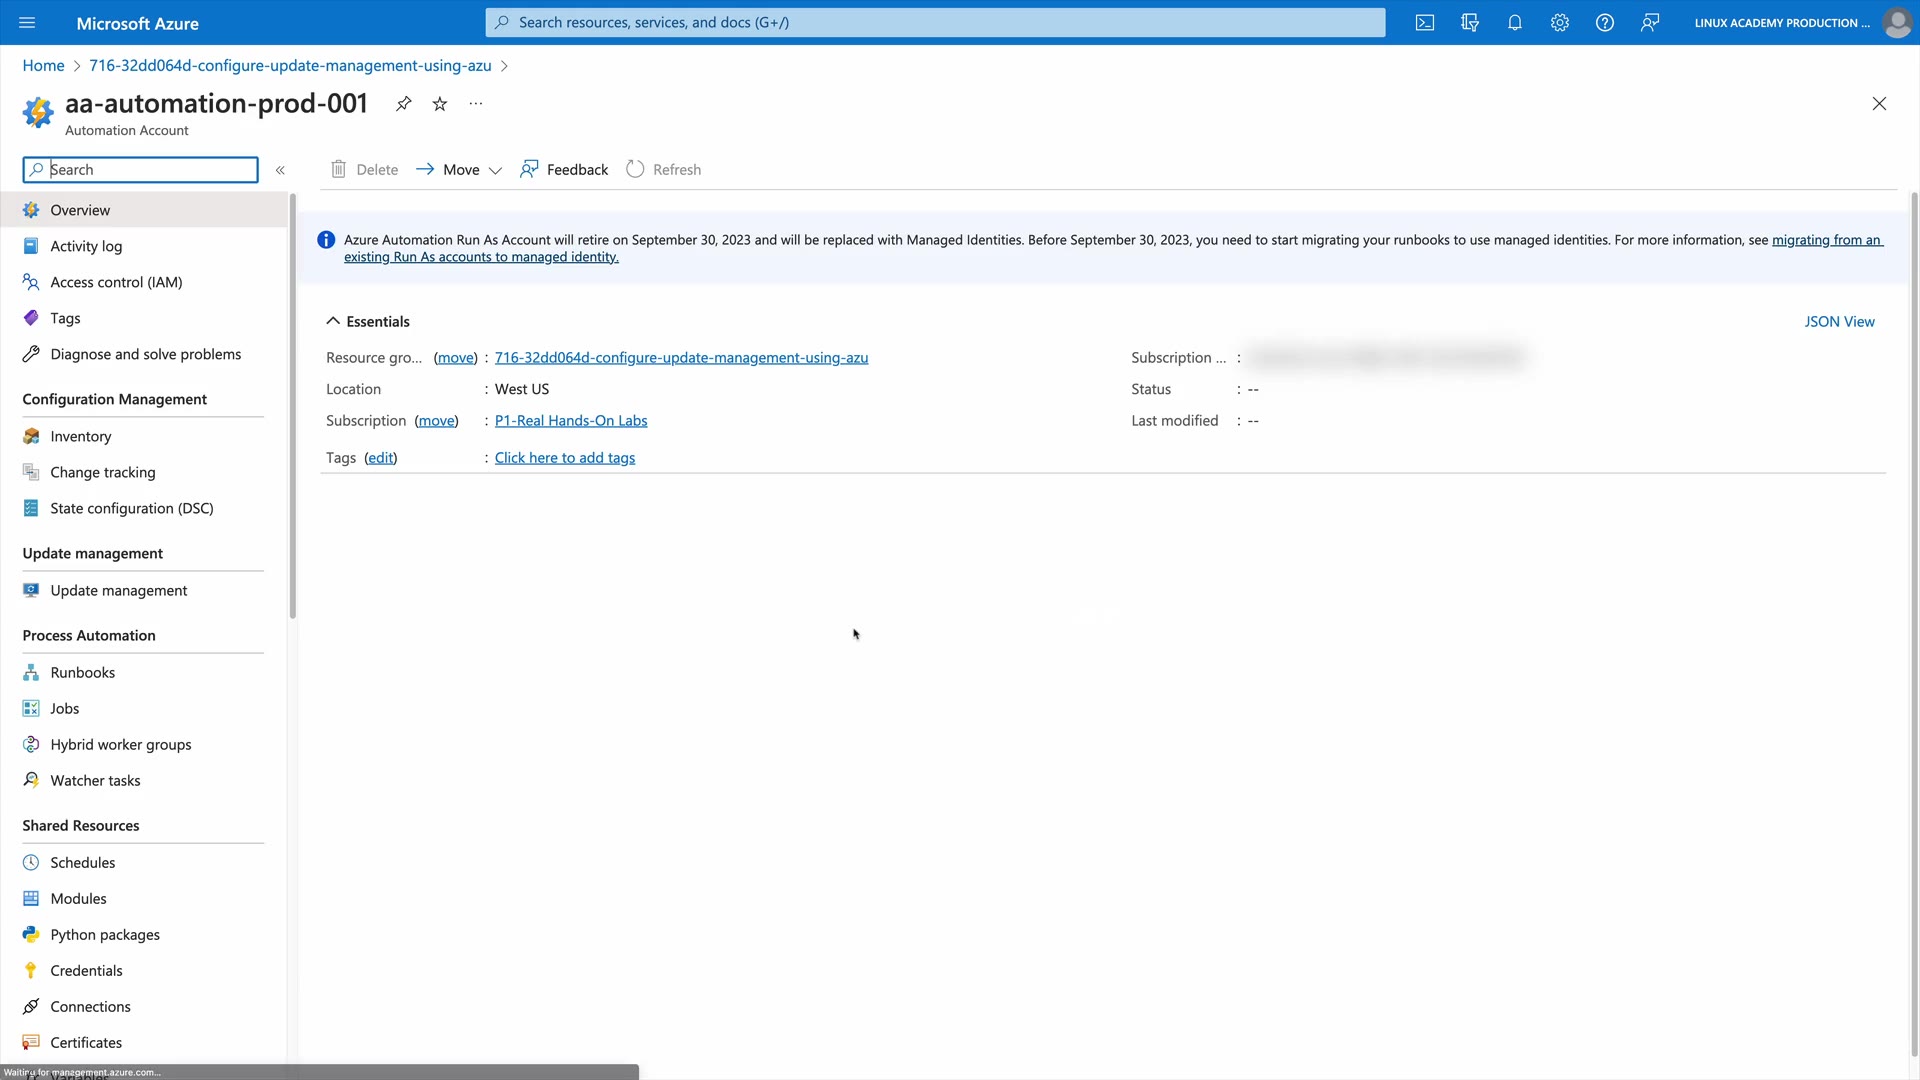 Microsoft Azure
Search resources, services, and docs (G+/)
LINUX ACADEMY PRODUCTION ...
Home > 716-32dd064d-configure-update-management-using-azu >
aa-automation-prod-001
Automation Account
Search
«
Delete
Move
Feedback
Refresh
Overview
Activity log
Access control (IAM)
Tags
Diagnose and solve problems
Configuration Management
Inventory
Change tracking
State configuration (DSC)
Update management
Update management
Process Automation
Runbooks
Jobs
Hybrid worker groups
Watcher tasks
Shared Resources
Schedules
Modules
Python packages
Credentials
Connections
Certificates
Azure Automation Run As Account will retire on September 30, 2023 and will be replaced with Managed Identities. Before September 30, 2023, you need to start migrating your runbooks to use managed identities. For more information, see migrating from an
existing Run As accounts to managed identity.
Essentials
JSON View
Resource gro... (move) : 716-32dd064d-configure-update-management-using-azu
Location : West US
Subscription (move) : P1-Real Hands-On Labs
Tags (edit) : Click here to add tags
Subscription ... :
Status : --
Last modified : --
Waiting for management.azure.com...